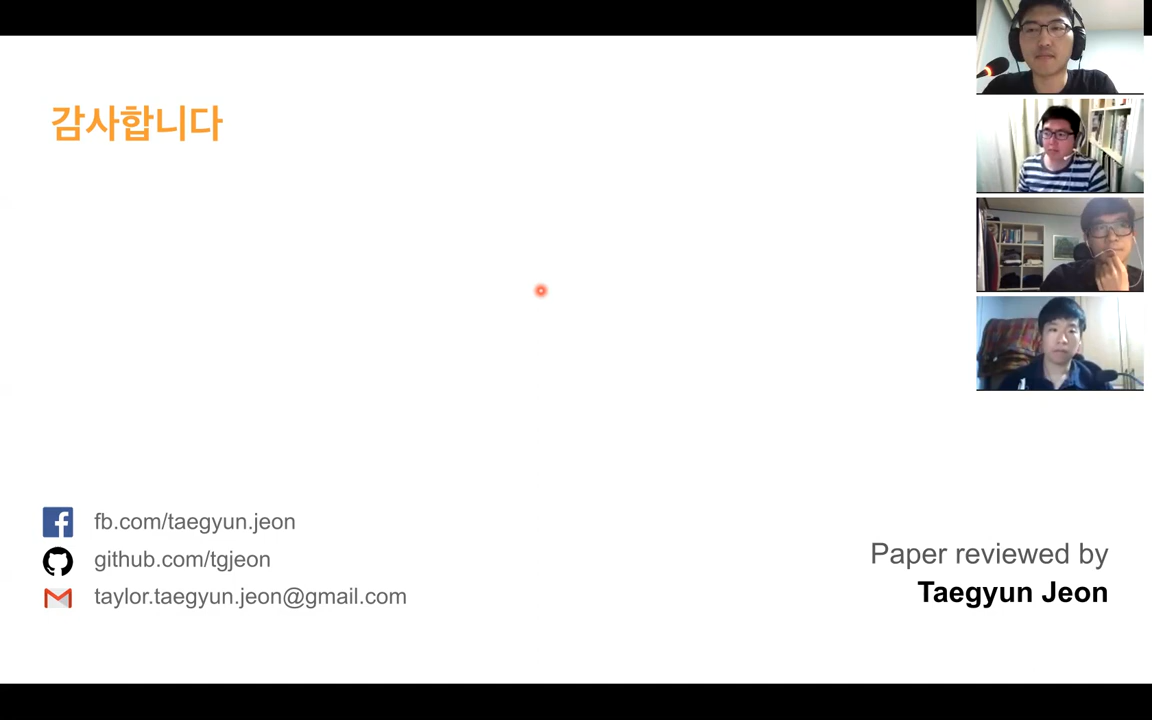 감사합니다
fb.com/taegyun.jeon
github.com/tgjeon
taylor.taegyun.jeon@gmail.com
Paper reviewed by
Taegyun Jeon